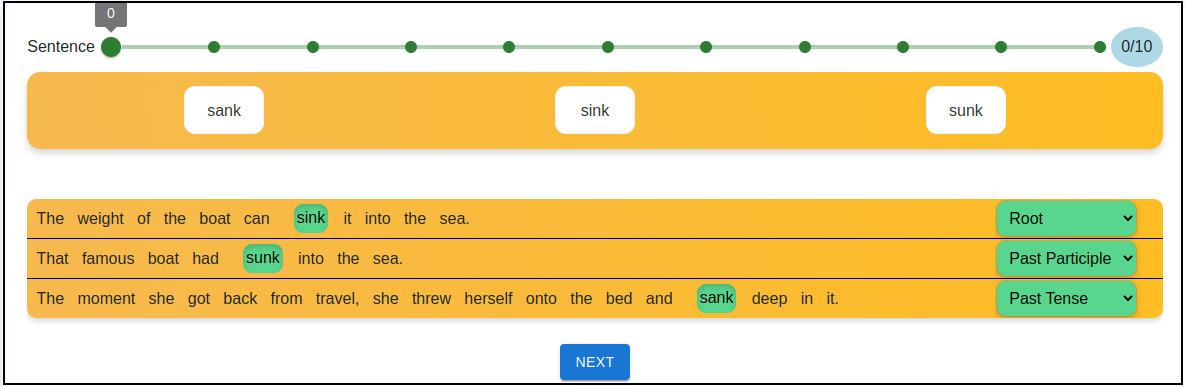 0
Sentence 0/10
sank sink sunk
The weight of the boat can sink it into the sea. Root
That famous boat had sunk into the sea. Past Participle
The moment she got back from travel, she threw herself onto the bed and sank deep in it. Past Tense
NEXT